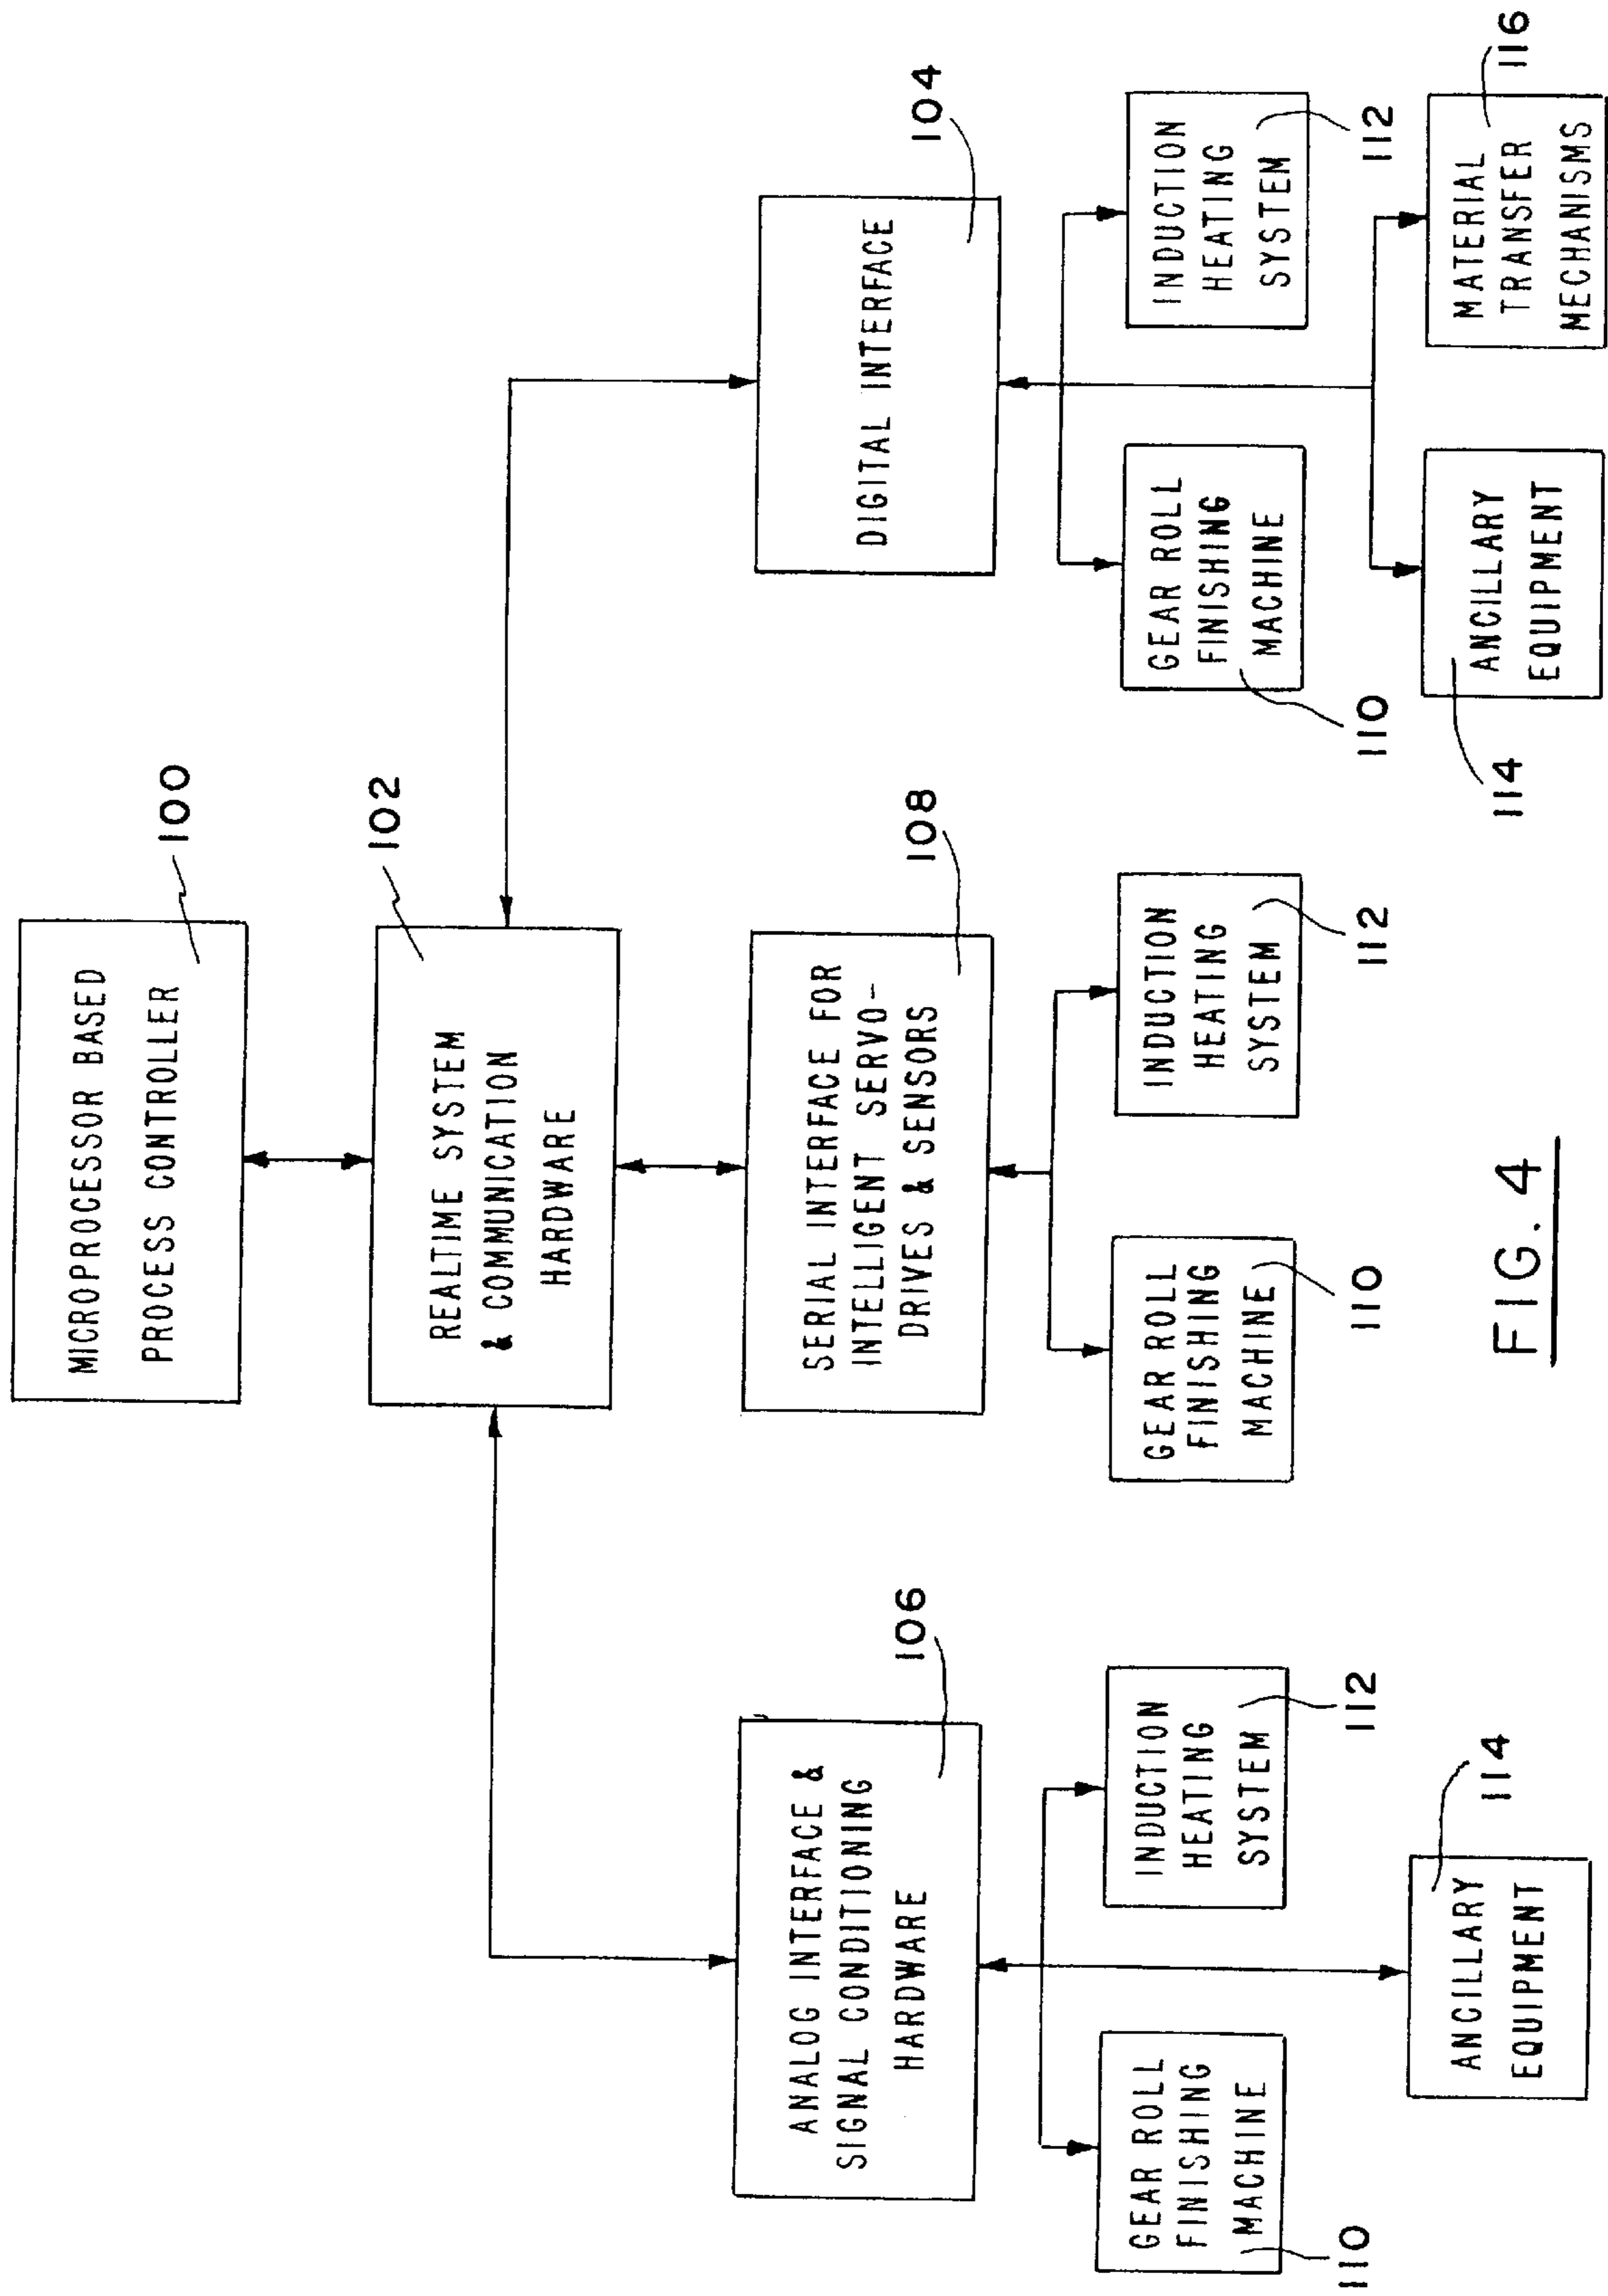 100
MICROPROCESSOR BASED
PROCESS CONTROLLER
102
REALTIME SYSTEM
& COMMUNICATION
HARDWARE
106
ANALOG INTERFACE &
SIGNAL CONDITIONING
HARDWARE
108
SERIAL INTERFACE FOR
INTELLIGENT SERVO-
DRIVES & SENSORS
104
DIGITAL INTERFACE
GEAR ROLL
FINISHING
MACHINE
110
INDUCTION
HEATING
SYSTEM
112
GEAR ROLL
FINISHING
MACHINE
110
INDUCTION
HEATING
SYSTEM
112
GEAR ROLL
FINISHING
MACHINE
110
INDUCTION
HEATING
SYSTEM
112
ANCILLARY
EQUIPMENT
114
114
ANCILLARY
EQUIPMENT
MATERIAL
TRANSFER
MECHANISMS
116
FIG. 4